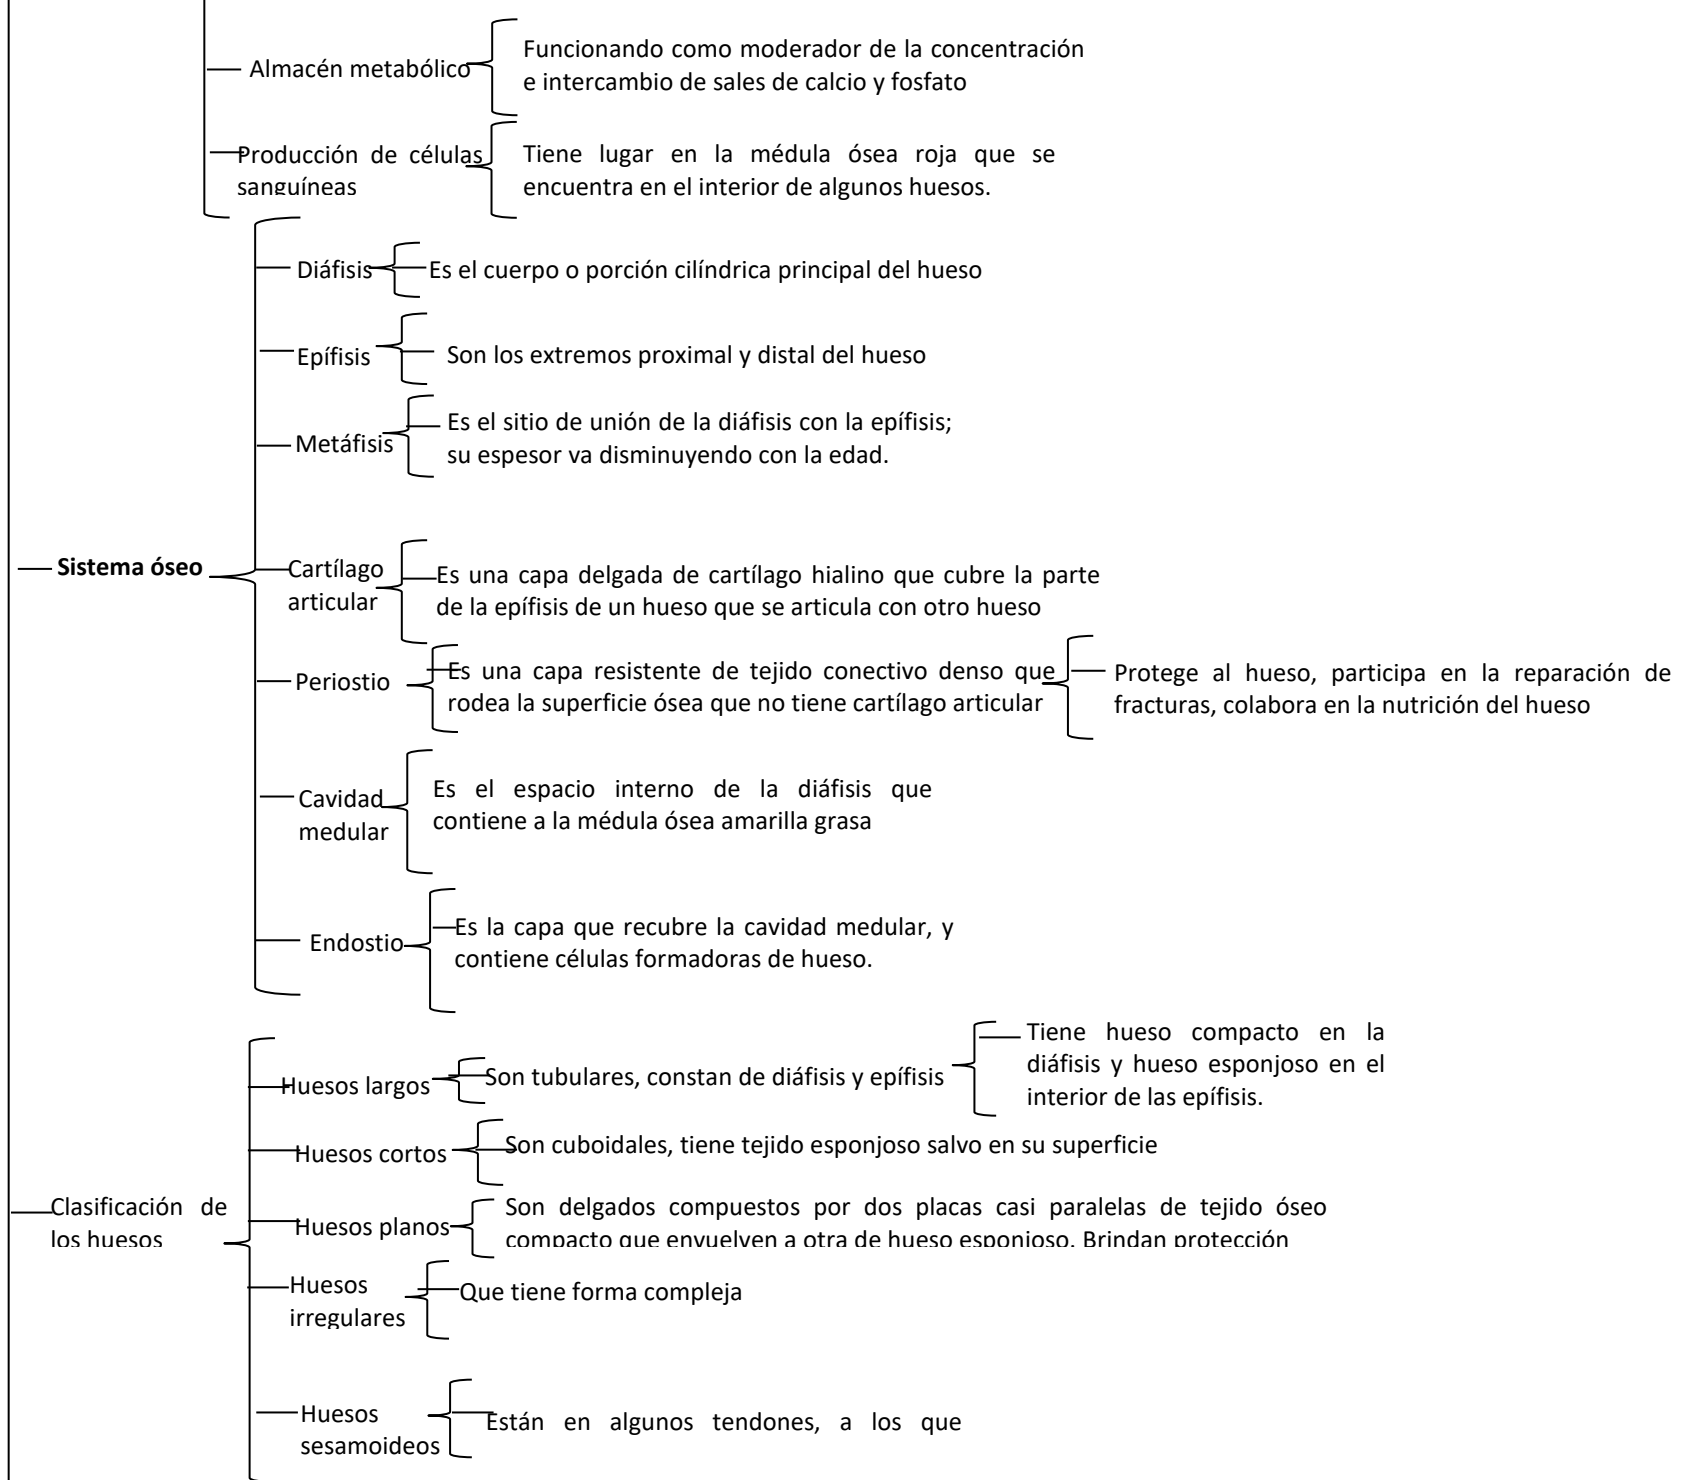 Almacén metabólico
Funcionando como moderador de la concentración
e intercambio de sales de calcio y fosfato
Producción de células
sanguíneas
Tiene lugar en la médula ósea roja que se
encuentra en el interior de algunos huesos.
Sistema óseo
Diáfisis
Es el cuerpo o porción cilíndrica principal del hueso
Epífisis
Son los extremos proximal y distal del hueso
Metáfisis
Es el sitio de unión de la diáfisis con la epífisis;
su espesor va disminuyendo con la edad.
Cartílago
articular
Es una capa delgada de cartílago hialino que cubre la parte
de la epífisis de un hueso que se articula con otro hueso
Periostio
Es una capa resistente de tejido conectivo denso que
rodea la superficie ósea que no tiene cartílago articular
Protege al hueso, participa en la reparación de
fracturas, colabora en la nutrición del hueso
Cavidad
medular
Es el espacio interno de la diáfisis que
contiene a la médula ósea amarilla grasa
Endostio
Es la capa que recubre la cavidad medular, y
contiene células formadoras de hueso.
Clasificación de
los huesos
Huesos largos
Son tubulares, constan de diáfisis y epífisis
Tiene hueso compacto en la
diáfisis y hueso esponjoso en el
interior de las epífisis.
Huesos cortos
Son cuboidales, tiene tejido esponjoso salvo en su superficie
Huesos planos
Son delgados compuestos por dos placas casi paralelas de tejido óseo
compacto que envuelven a otra de hueso esponjoso. Brindan protección
Huesos
irregulares
Que tiene forma compleja
Huesos
sesamoideos
Están en algunos tendones, a los que